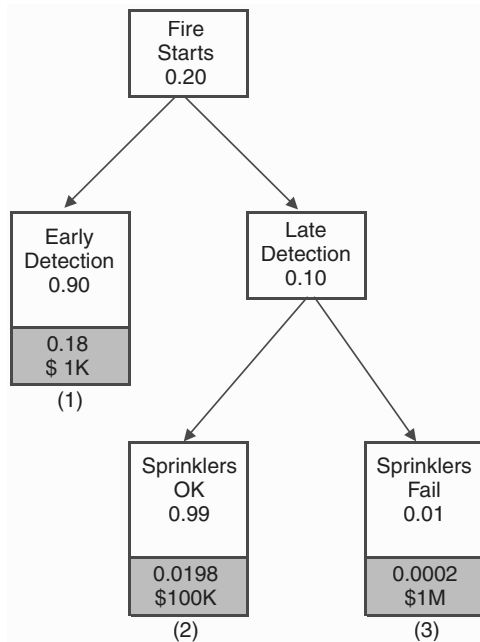 Fire
Starts
0.20
Early
Detection
0.90
0.18
$ 1K
(1)
Late
Detection
0.10
Sprinklers
OK
0.99
0.0198
$100K
(2)
Sprinklers
Fail
0.01
0.0002
$1M
(3)